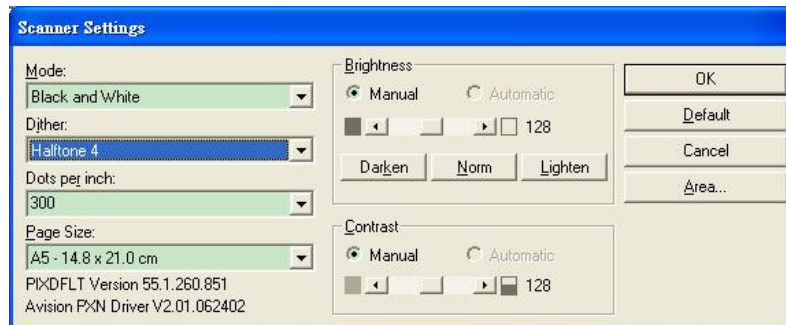 Scanner Settings
Mode:
Black and White
Dither:
Halftone 4
Dots per inch:
300
Page Size:
A5 - 14.8 x 21.0 cm
PIXDFLT Version 55.1.260.851
Avision PXN Driver V2.01.062402
Brightness
Manual Automatic
128
Darken Norm Lighten
Contrast
Manual Automatic
128
OK
Default
Cancel
Area...